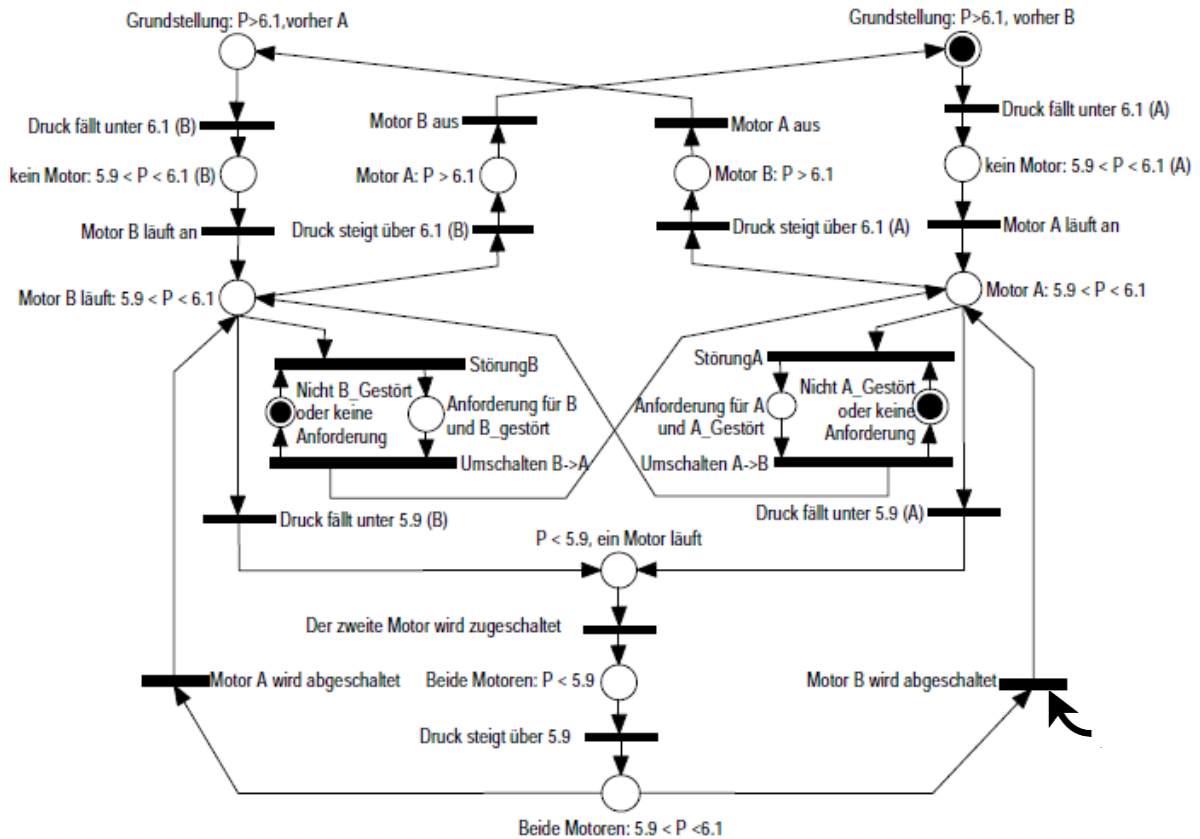 Grundstellung: P>6.1,vorher A
Grundstellung: P>6.1, vorher B
Druck fällt unter 6.1 (B)
Motor B aus
Motor A aus
Druck fällt unter 6.1 (A)
kein Motor: 5.9 < P < 6.1 (B)
Motor A: P > 6.1
Motor B: P > 6.1
kein Motor: 5.9 < P < 6.1 (A)
Motor B läuft an
Druck steigt über 6.1 (B)
Druck steigt über 6.1 (A)
Motor A läuft an
Motor B läuft: 5.9 < P < 6.1
Motor A: 5.9 < P < 6.1
StörungB
StörungA
Nicht B_Gestört
oder keine
Anforderung
Anforderung für B
und B_gestört
Anforderung für A
und A_Gestört
Nicht A_Gestört
oder keine
Anforderung
Umschalten B->A
Umschalten A->B
Druck fällt unter 5.9 (B)
Druck fällt unter 5.9 (A)
P < 5.9, ein Motor läuft
Der zweite Motor wird zugeschaltet
Motor A wird abgeschaltet
Beide Motoren: P < 5.9
Motor B wird abgeschaltet
Druck steigt über 5.9
Beide Motoren: 5.9 < P <6.1